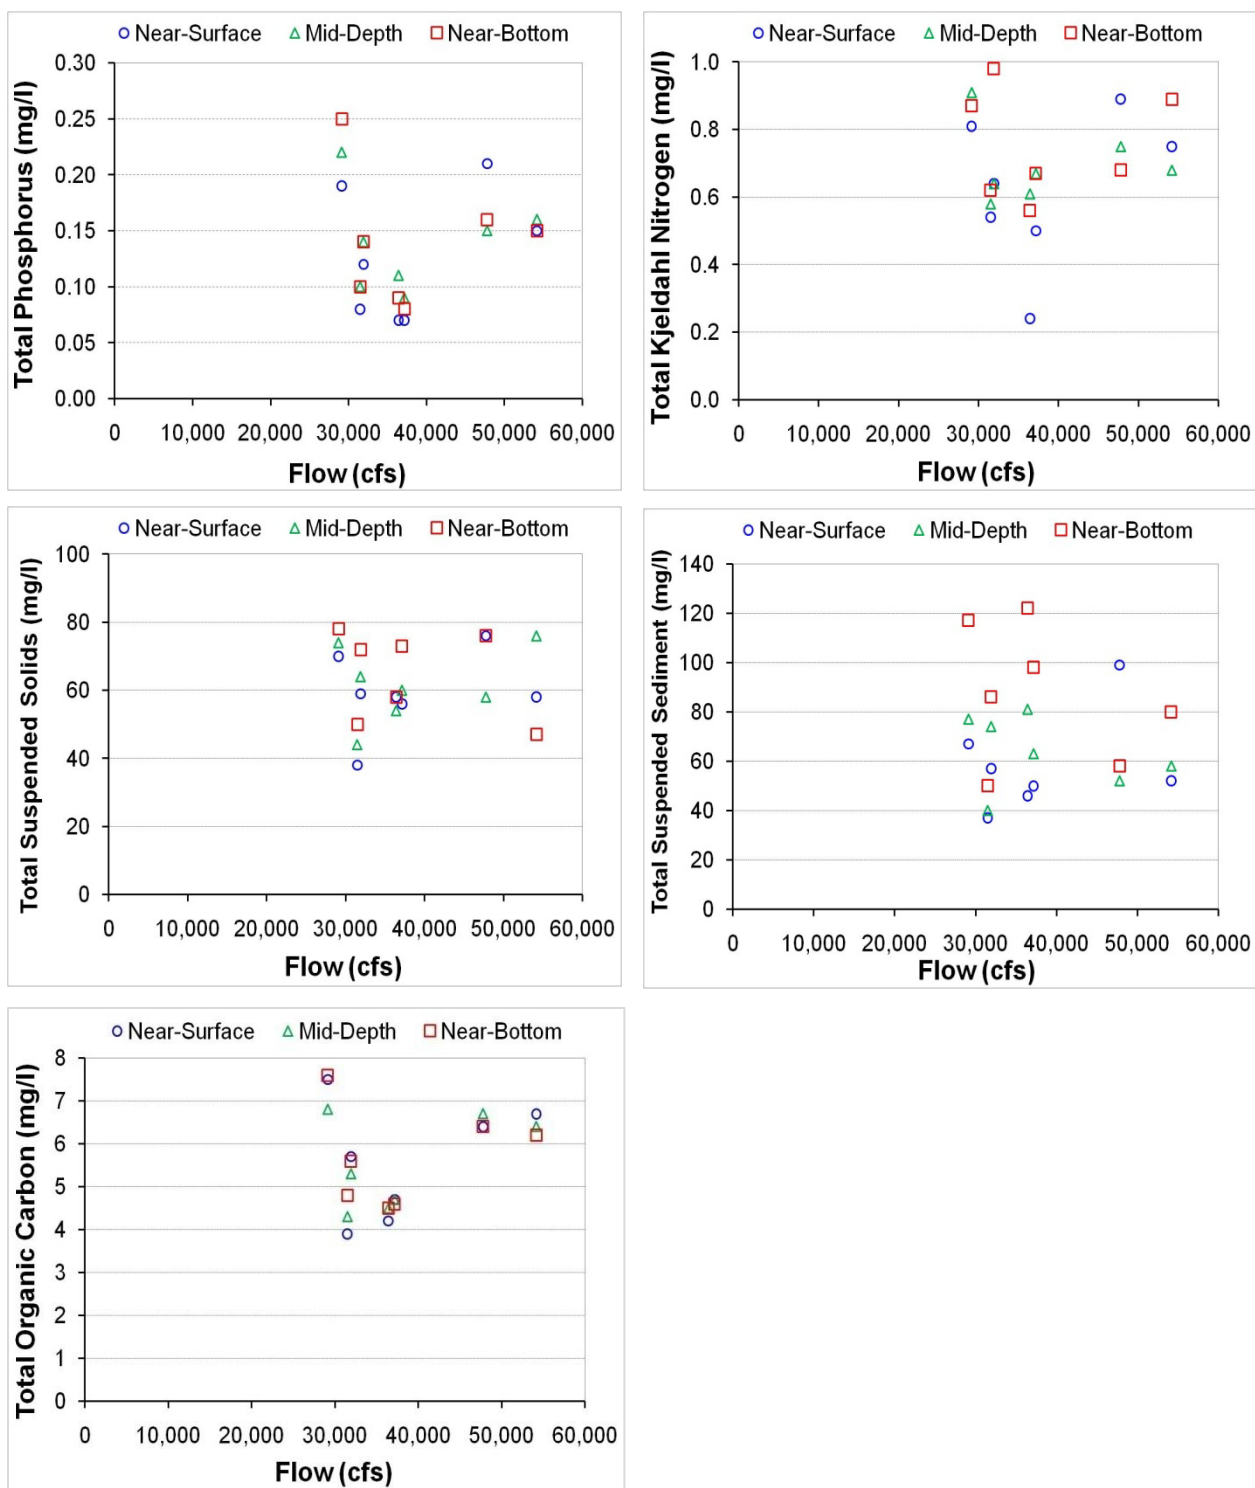 Near-Surface Mid-Depth Near-Bottom
Total Phosphorus (mg/l)
0.30
0.25
0.20
0.15
0.10
0.05
0.00
0 10,000 20,000 30,000 40,000 50,000 60,000
Flow (cfs)
Near-Surface Mid-Depth Near-Bottom
Total Kjeldahl Nitrogen (mg/l)
1.0
0.8
0.6
0.4
0.2
0.0
0 10,000 20,000 30,000 40,000 50,000 60,000
Flow (cfs)
Near-Surface Mid-Depth Near-Bottom
Total Suspended Solids (mg/l)
100
80
60
40
20
0
0 10,000 20,000 30,000 40,000 50,000 60,000
Flow (cfs)
Near-Surface Mid-Depth Near-Bottom
Total Suspended Sediment (mg/l)
140
120
100
80
60
40
20
0
0 10,000 20,000 30,000 40,000 50,000 60,000
Flow (cfs)
Near-Surface Mid-Depth Near-Bottom
Total Organic Carbon (mg/l)
8
7
6
5
4
3
2
1
0
0 10,000 20,000 30,000 40,000 50,000 60,000
Flow (cfs)